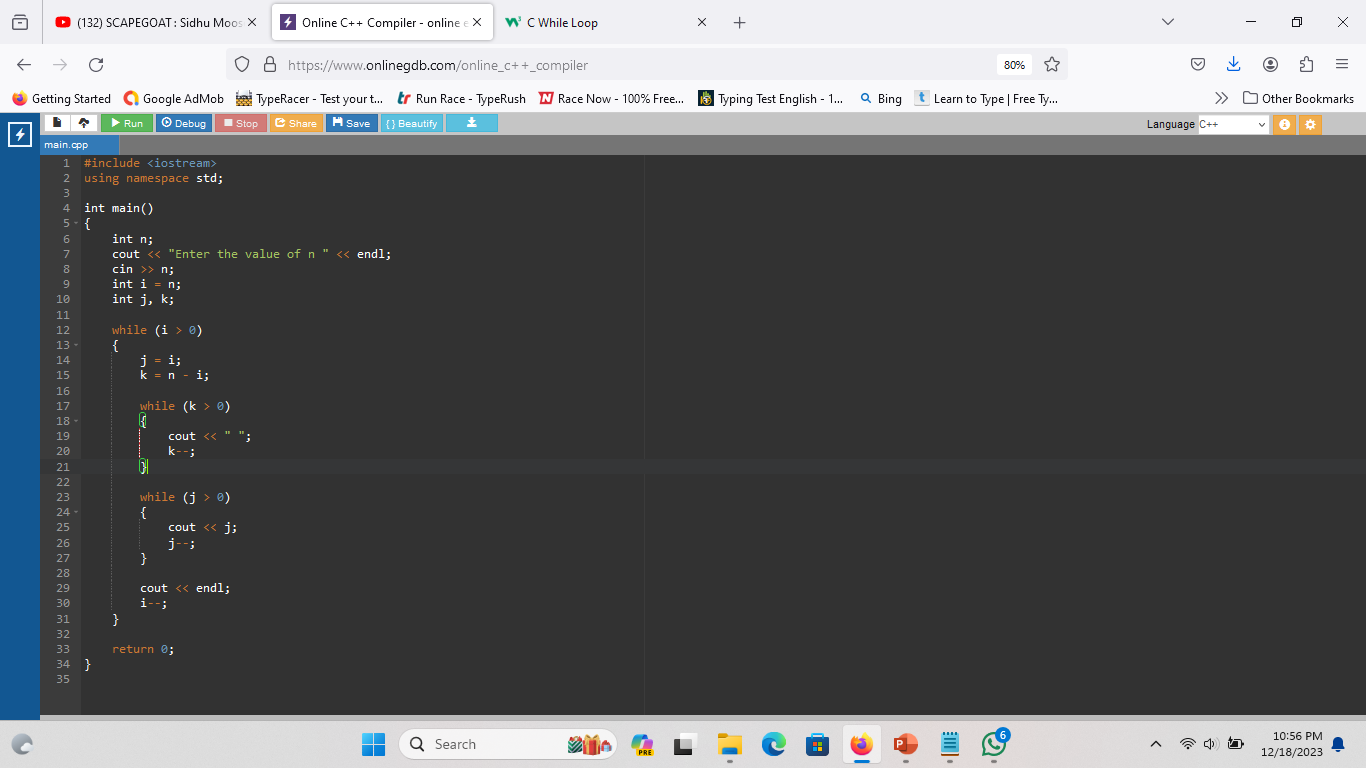 (132) SCAPEGOAT : Sidhu Moos
Online C++ Compiler - online e
C While Loop
https://www.onlinegdb.com/online_c++_compiler
80%
Getting Started
Google AdMob
TypeRacer - Test your t...
Run Race - TypeRush
Race Now - 100% Free...
Typing Test English - 1...
Bing
Learn to Type | Free Ty...
Other Bookmarks
Run
Debug
Stop
Share
Save
{ } Beautify
Language C++
main.cpp
1 #include <iostream>
2 using namespace std;
3
4 int main()
5 {
6 int n;
7 cout << "Enter the value of n " << endl;
8 cin >> n;
9 int i = n;
10 int j, k;
11
12 while (i > 0)
13 {
14 j = i;
15 k = n - i;
16
17 while (k > 0)
18 {
19 cout << " ";
20 k--;
21 }
22
23 while (j > 0)
24 {
25 cout << j;
26 j--;
27 }
28
29 cout << endl;
30 i--;
31 }
32
33 return 0;
34 }
35
Search
PRE
6
10:56 PM
12/18/2023